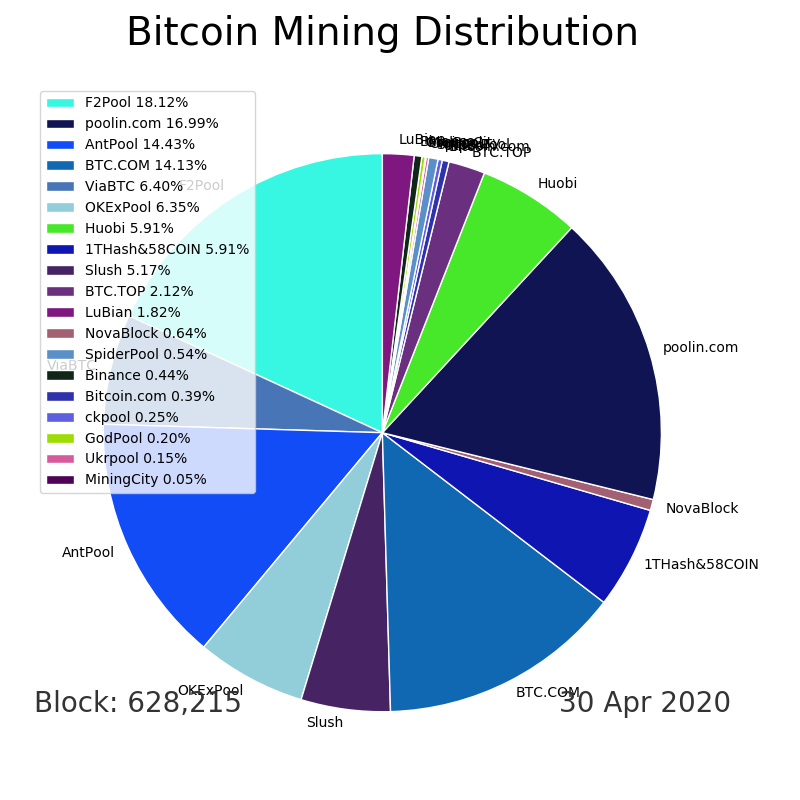 Bitcoin Mining Distribution
F2Pool 18.12%
poolin.com 16.99%
AntPool 14.43%
BTC.COM 14.13%
ViaBTC 6.40%
OKExPool 6.35%
Huobi 5.91%
1THash&58COIN 5.91%
Slush 5.17%
BTC.TOP 2.12%
LuBian 1.82%
NovaBlock 0.64%
SpiderPool 0.54%
Binance 0.44%
Bitcoin.com 0.39%
ckpool 0.25%
GodPool 0.20%
Ukrpool 0.15%
MiningCity 0.05%
LuBian
BTC.TOP
Huobi
F2Pool
poolin.com
ViaBTC
NovaBlock
AntPool
1THash&58COIN
OKExPool
BTC.COM
Slush
Block: 628,215
30 Apr 2020